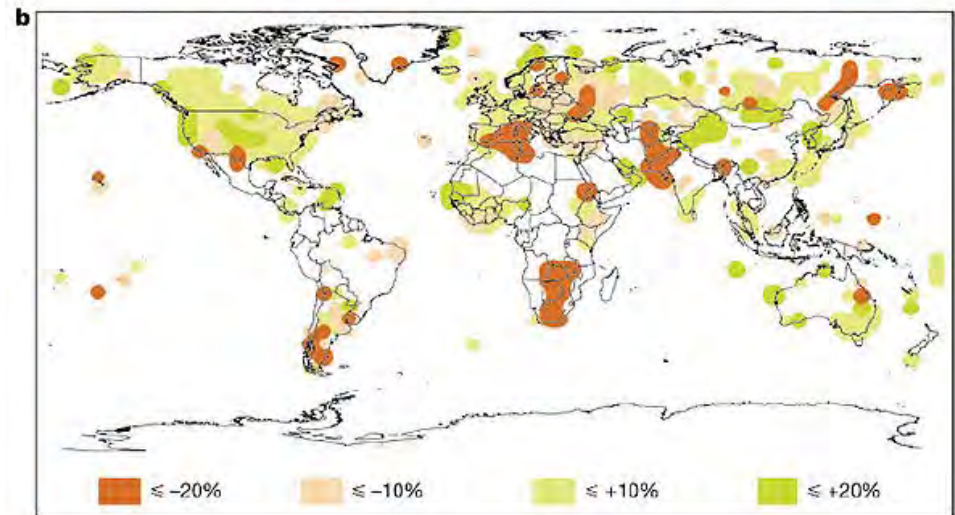 b
⩽ –20% ⩽ –10% ⩽ +10% ⩽ +20%